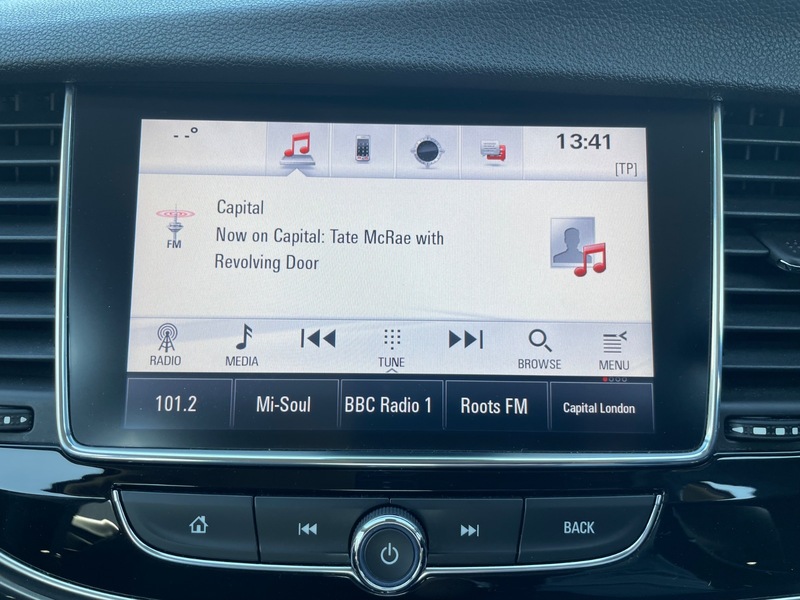 --° 13:41
[TP]
Capital
Now on Capital: Tate McRae with
Revolving Door
FM
RADIO MEDIA TUNE BROWSE MENU
101.2 Mi-Soul BBC Radio 1 Roots FM Capital London
BACK